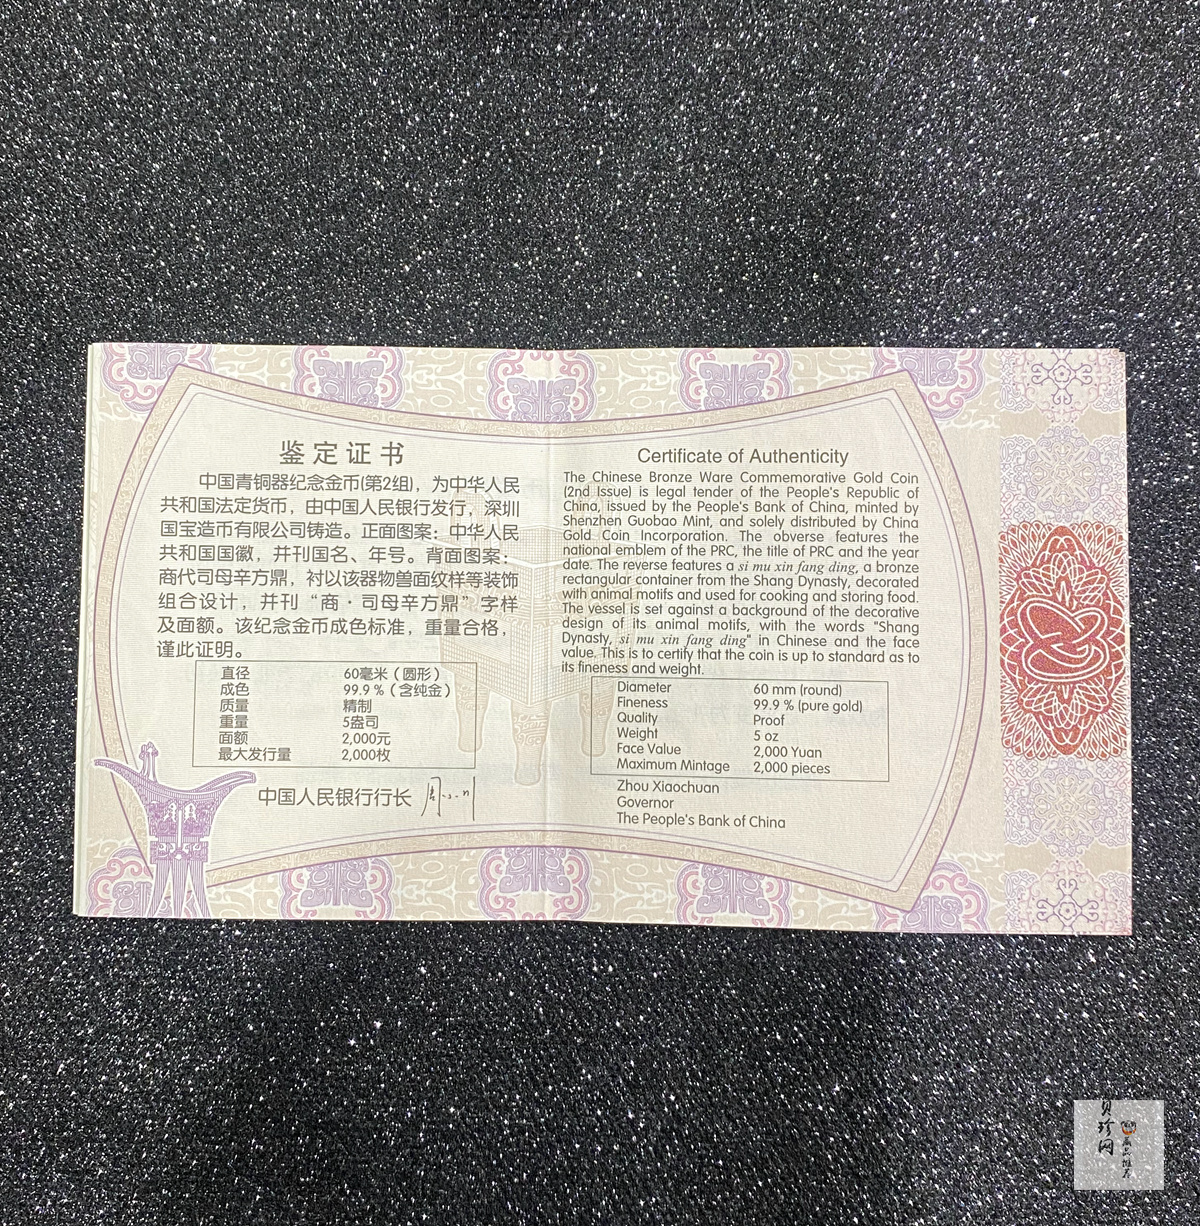 鉴定证书
中国青铜器纪念金币(第2组)，为中华人民
共和国法定货币，由中国人民银行发行，深圳
国宝造币有限公司铸造。正面图案：中华人民
共和国国徽，并刊国名、年号。背面图案：
商代司母辛方鼎，衬以该器物兽面纹样等装饰
组合设计，并刊“商·司母辛方鼎”字样
及面额。该纪念金币成色标准，重量合格，
谨此证明。
直径 60毫米（圆形）
成色 99.9％（含纯金）
质量 精制
重量 5盎司
面额 2,000元
最大发行量 2,000枚
中国人民银行行长
Certificate of Authenticity
The Chinese Bronze Ware Commemorative Gold Coin
(2nd Issue) is legal tender of the People's Republic of
China, issued by the People's Bank of China, minted by
Shenzhen Guobao Mint, and solely distributed by China
Gold Coin Incorporation. The obverse features the
national emblem of the PRC, the title of PRC and the year
date. The reverse features a si mu xin fang ding, a bronze
rectangular container from the Shang Dynasty, decorated
with animal motifs and used for cooking and storing food.
The vessel is set against a background of the decorative
design of its animal motifs, with the words "Shang
Dynasty, si mu xin fang ding" in Chinese and the face
value. This is to certify that the coin is up to standard as to
its fineness and weight.
Diameter 60 mm (round)
Fineness 99.9 % (pure gold)
Quality Proof
Weight 5 oz
Face Value 2,000 Yuan
Maximum Mintage 2,000 pieces
Zhou Xiaochuan
Governor
The People's Bank of China